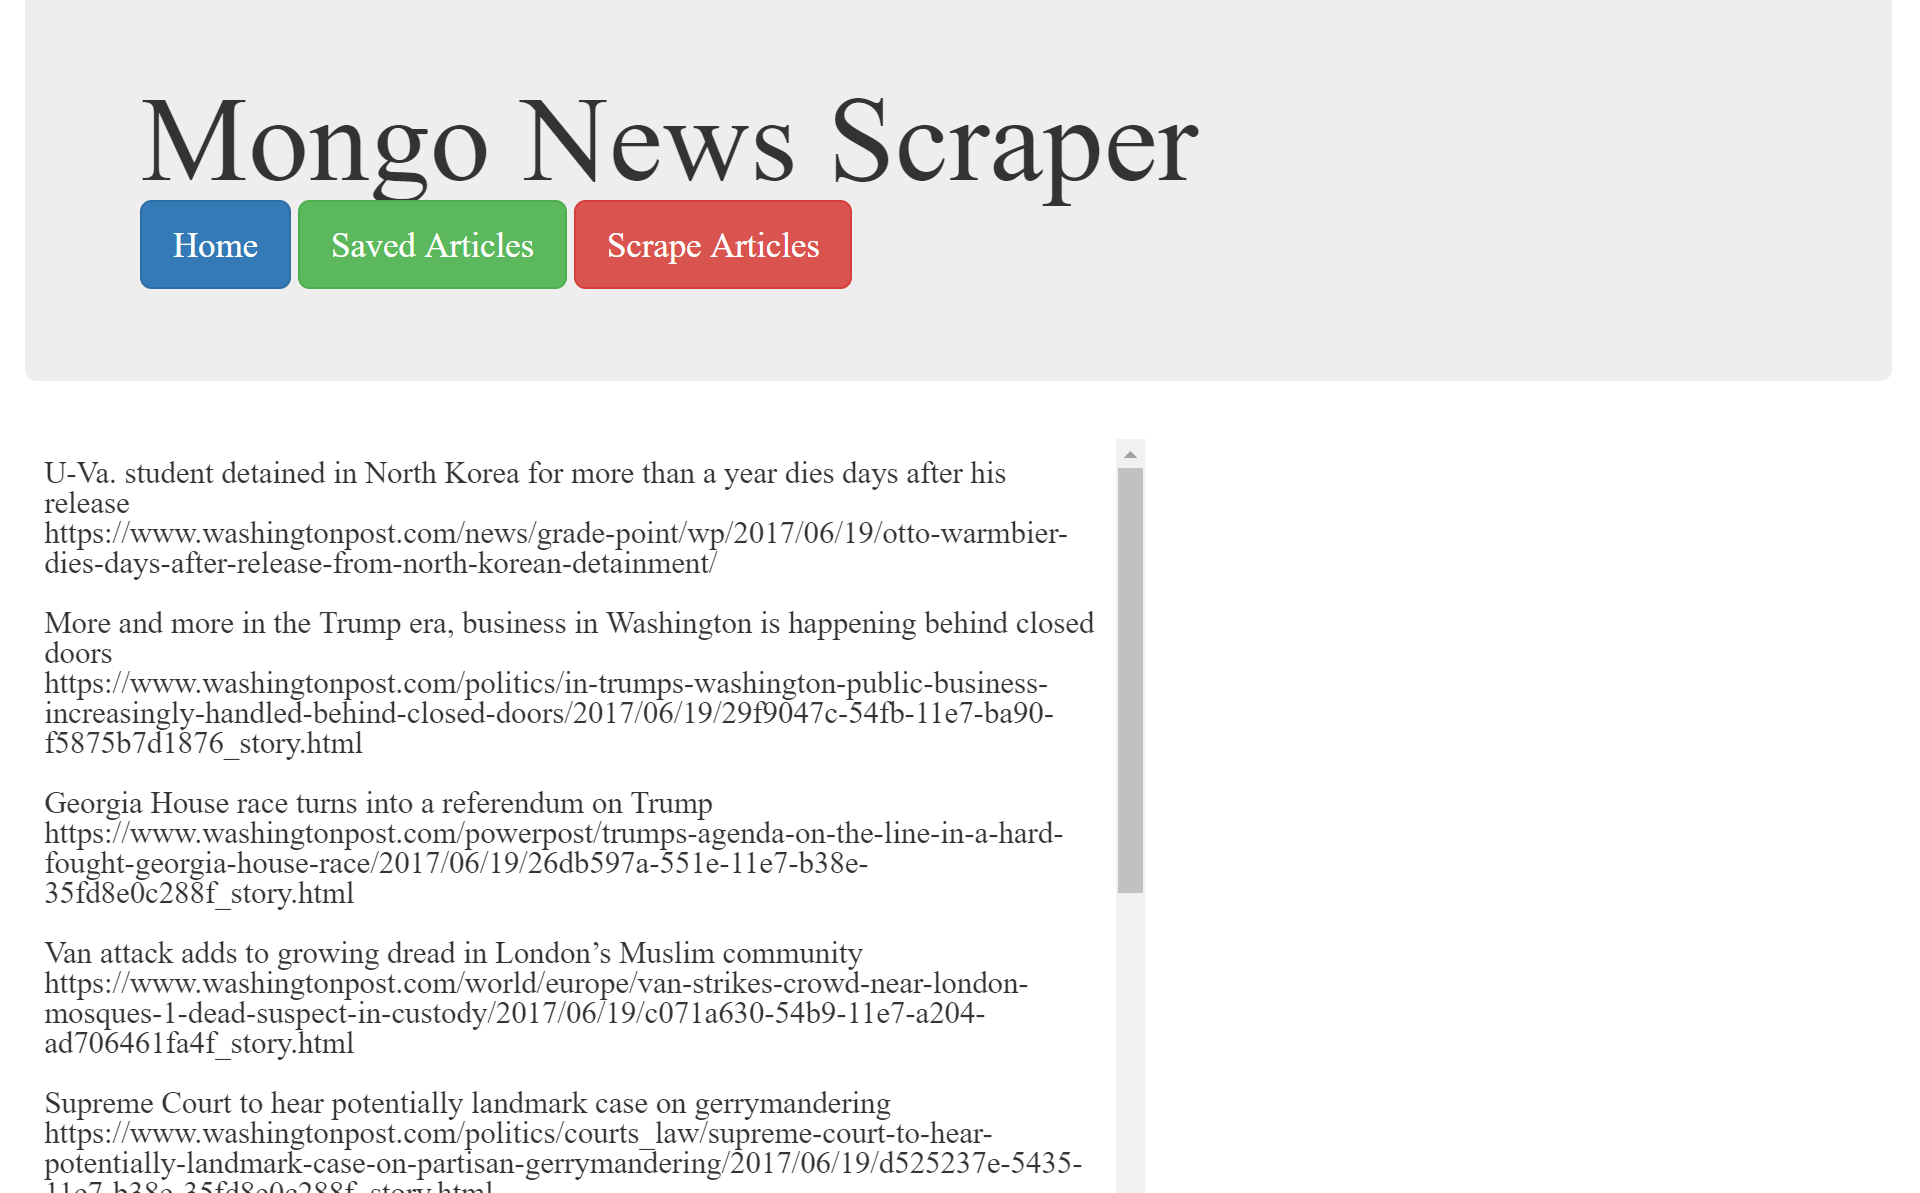 Mongo News Scraper
Home Saved Articles Scrape Articles
U-Va. student detained in North Korea for more than a year dies days after his
release
https://www.washingtonpost.com/news/grade-point/wp/2017/06/19/otto-warmbier-
dies-days-after-release-from-north-korean-detainment/
More and more in the Trump era, business in Washington is happening behind closed
doors
https://www.washingtonpost.com/politics/in-trumps-washington-public-business-
increasingly-handled-behind-closed-doors/2017/06/19/29f9047c-54fb-11e7-ba90-
f5875b7d1876_story.html
Georgia House race turns into a referendum on Trump
https://www.washingtonpost.com/powerpost/trumps-agenda-on-the-line-in-a-hard-
fought-georgia-house-race/2017/06/19/26db597a-551e-11e7-b38e-
35fd8e0c288f_story.html
Van attack adds to growing dread in London’s Muslim community
https://www.washingtonpost.com/world/europe/van-strikes-crowd-near-london-
mosques-1-dead-suspect-in-custody/2017/06/19/c071a630-54b9-11e7-a204-
ad706461fa4f_story.html
Supreme Court to hear potentially landmark case on gerrymandering
https://www.washingtonpost.com/politics/courts_law/supreme-court-to-hear-
potentially-landmark-case-on-partisan-gerrymandering/2017/06/19/d525237e-5435-
11e7-b38e-35fd8e0c288f_story.html